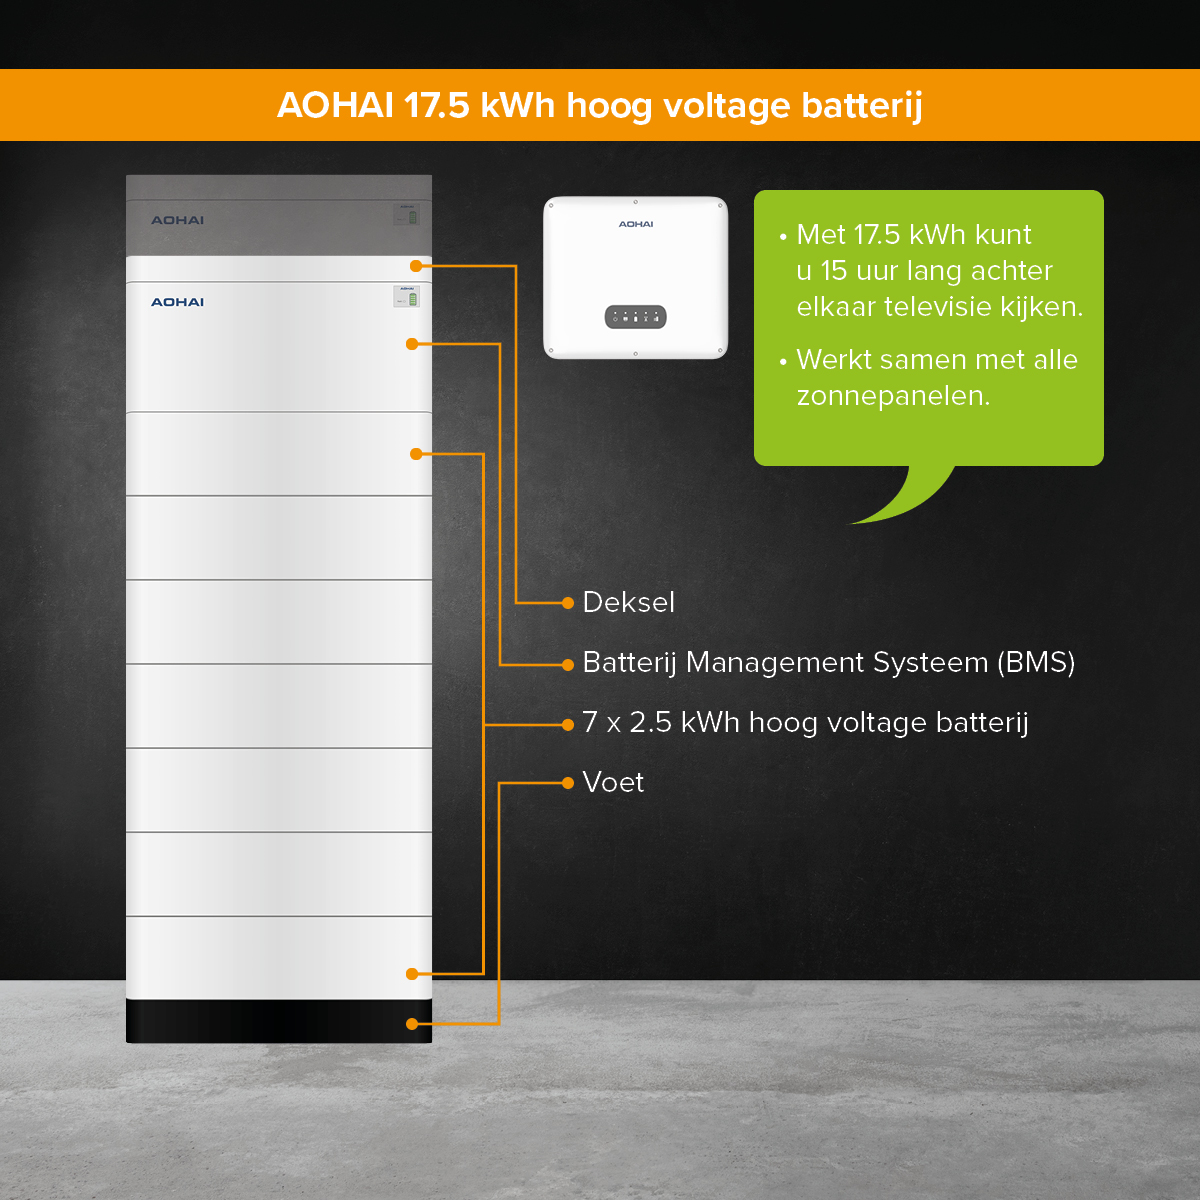 AOHAI 17.5 kWh hoog voltage batterij
AOHAI
AOHAI
AOHAI
• Met 17.5 kWh kunt
u 15 uur lang achter
elkaar televisie kijken.
• Werkt samen met alle
zonnepanelen.
Deksel
Batterij Management Systeem (BMS)
7 x 2.5 kWh hoog voltage batterij
Voet